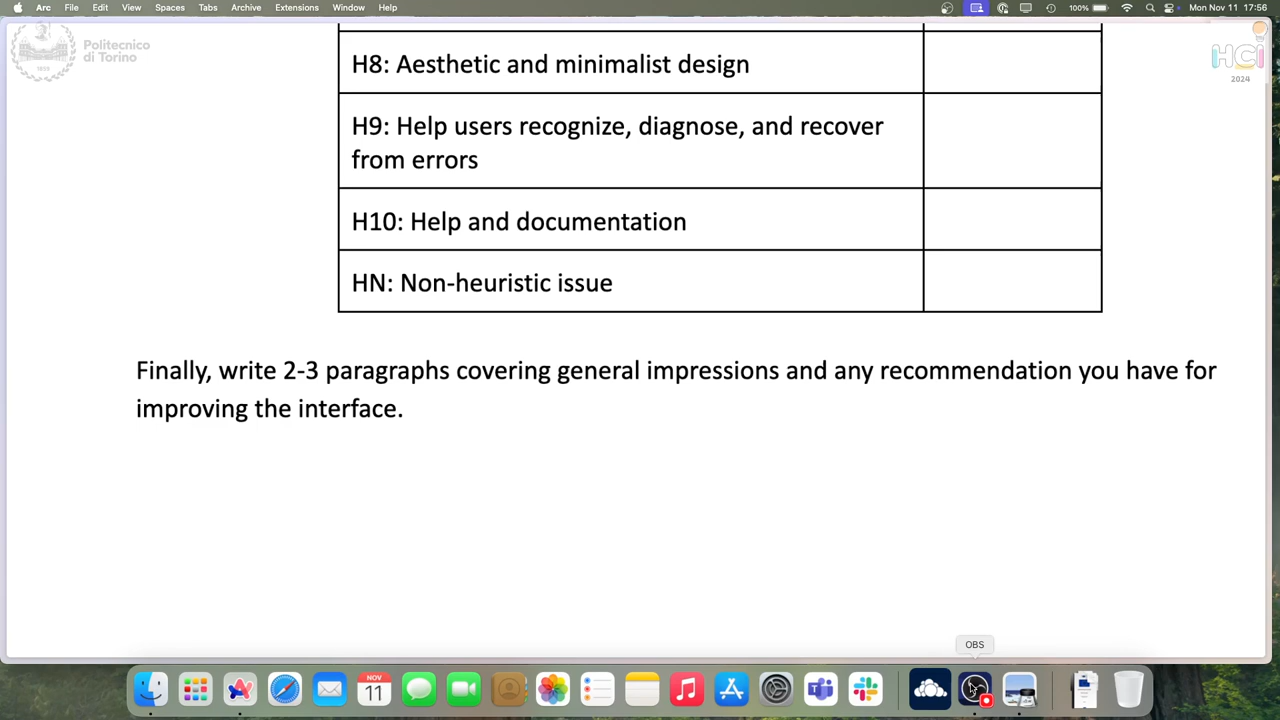 Arc File Edit View Spaces Tabs Archive Extensions Window Help 100% Mon Nov 11 17:56
Politecnico
di Torino
1859
HCI
2024
H8: Aesthetic and minimalist design
H9: Help users recognize, diagnose, and recover
from errors
H10: Help and documentation
HN: Non-heuristic issue
Finally, write 2-3 paragraphs covering general impressions and any recommendation you have for
improving the interface.
OBS
NOV
11